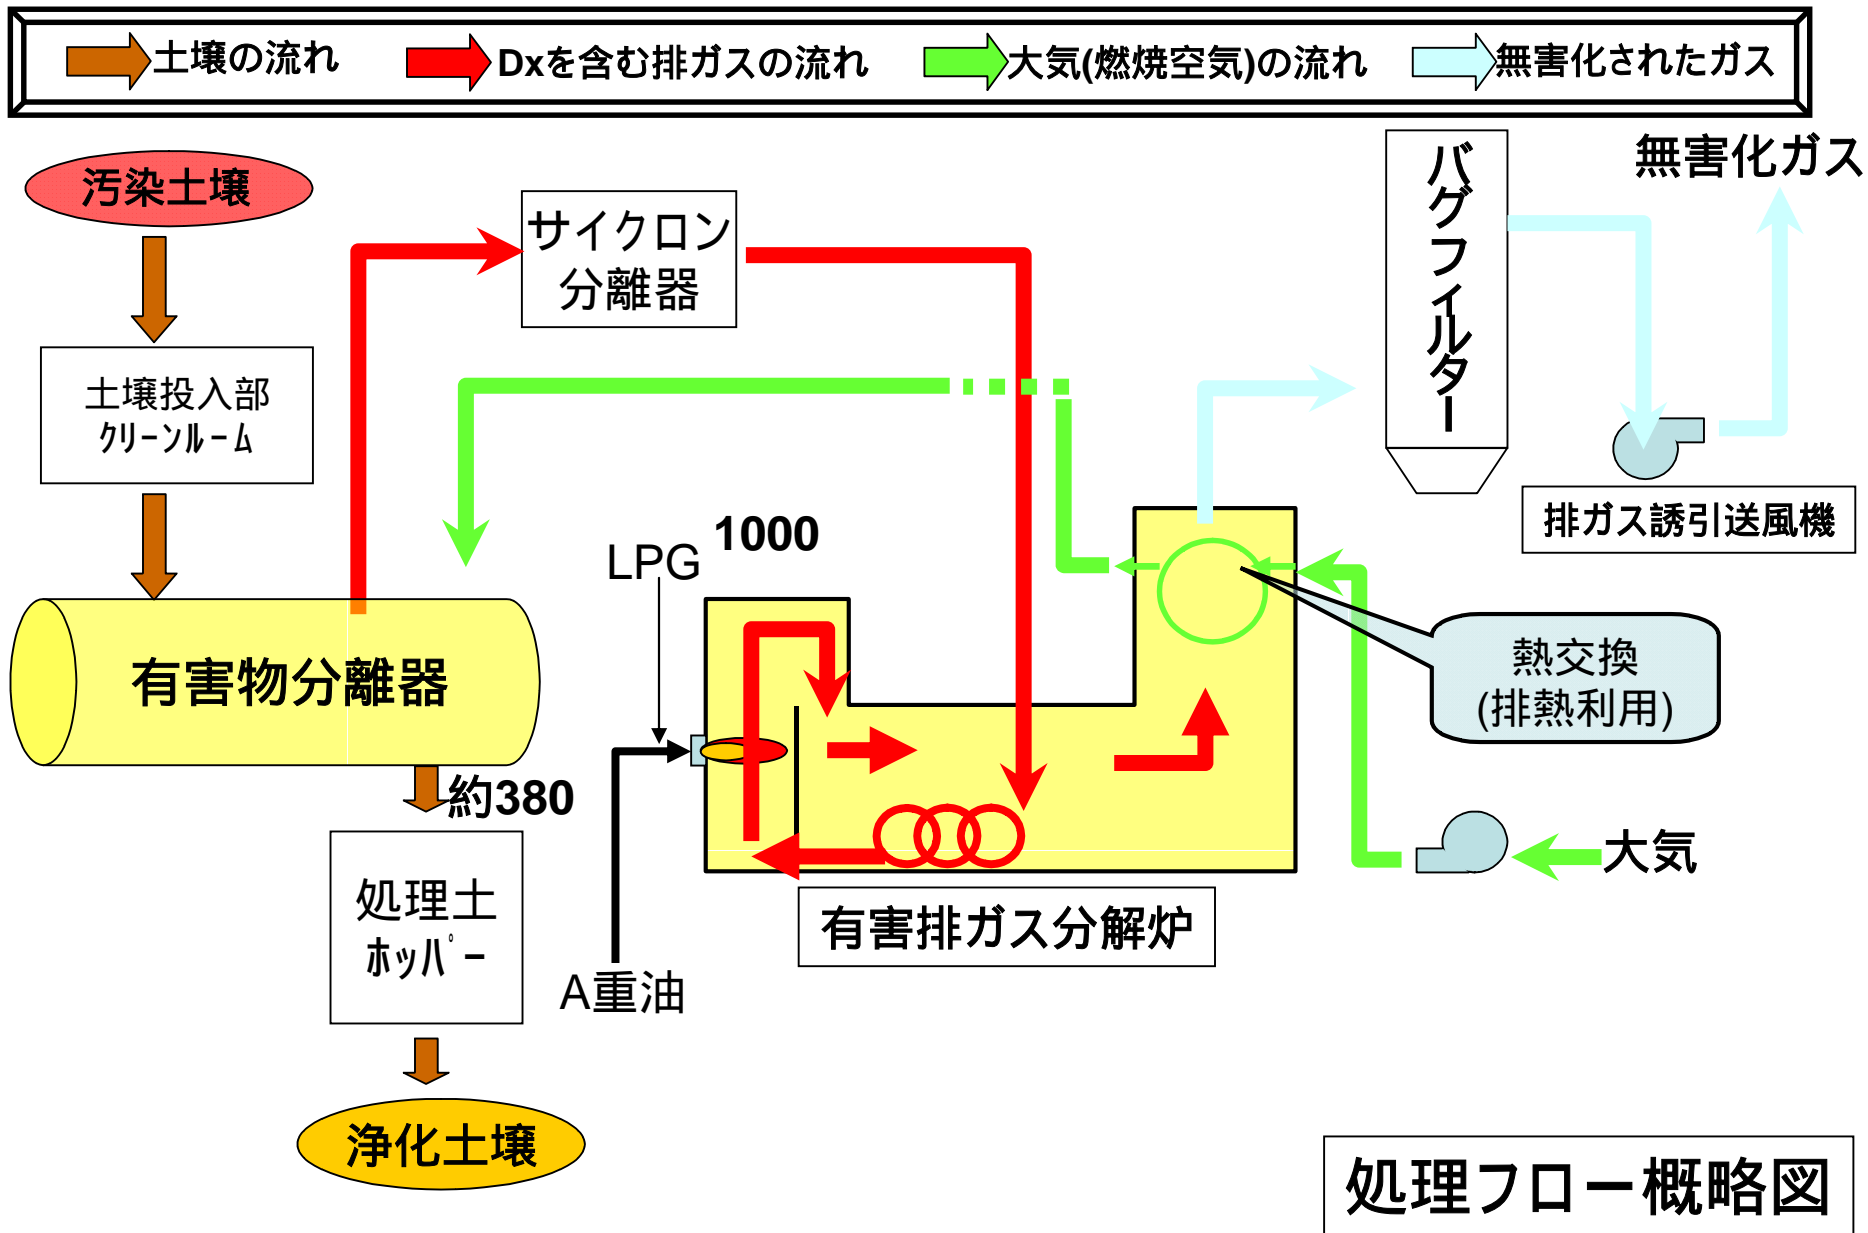 土壌の流れ
Dxを含む排ガスの流れ
大気(燃焼空気)の流れ
無害化されたガス
汚染土壌
サイクロン
分離器
バグフィルター
無害化ガス
土壌投入部
ｸﾘｰﾝﾙｰﾑ
排ガス誘引送風機
LPG
1000
有害物分離器
熱交換
(排熱利用)
約380
大気
処理土
ﾎｯﾊﾟｰ
有害排ガス分解炉
A重油
浄化土壌
処理フロー概略図